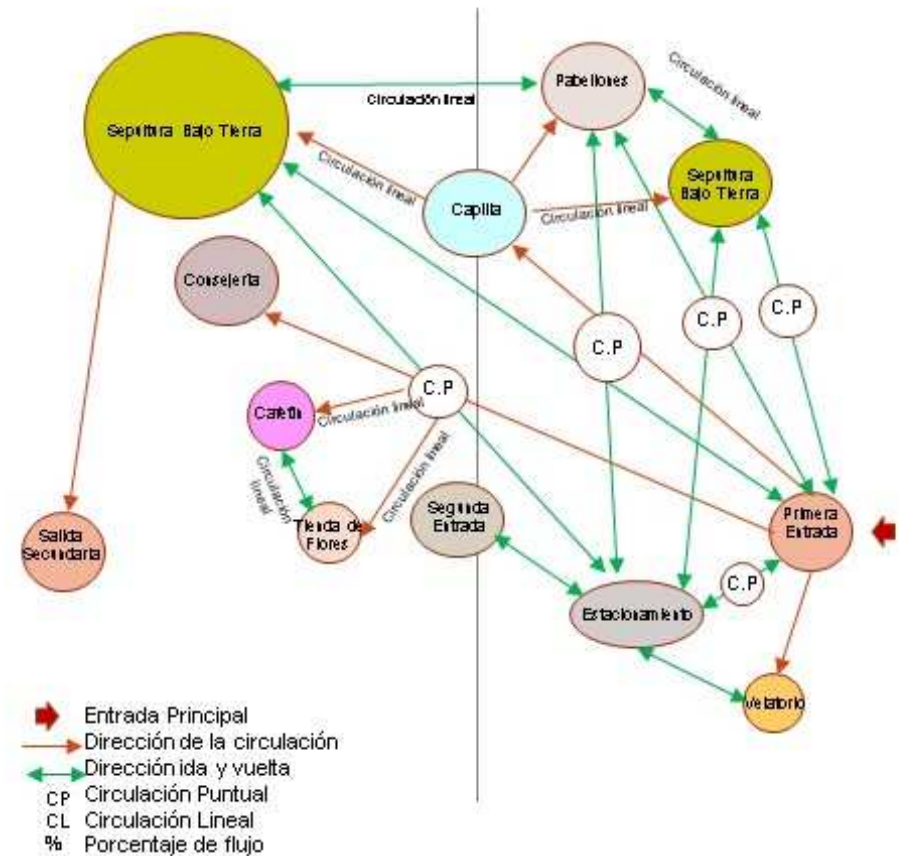 Pabellones
Circulación lineal
Circulación lineal
Sepultura Bajo Tierra
Circulación lineal
Sepultura
Bajo Tierra
Capilla
Circulación lineal
Consejería
C.P
C.P
C.P
C.P
Circulación lineal
Circulación
lineal
Circulación lineal
Tienda de
Flores
Segunda
Entrada
Primera
Entrada
Salida
Secundaria
C.P
Estacionamiento
Velatorio
Entrada Principal
Dirección de la circulación
Dirección ida y vuelta
CP Circulación Puntual
CL Circulación Lineal
% Porcentaje de flujo